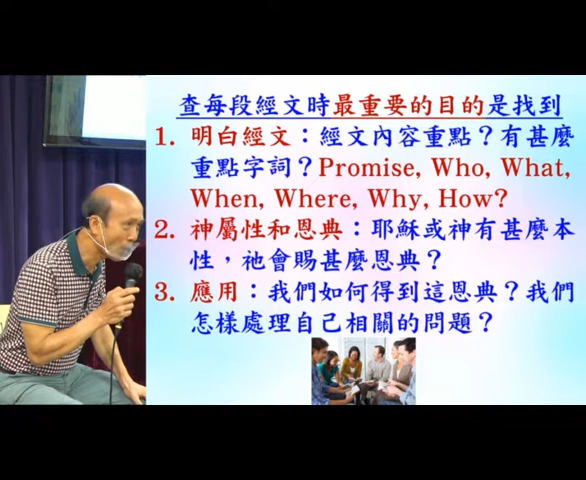 查每段經文時最重要的目的是找到
1. 明白經文：經文內容重點？有甚麼
重點字詞？Promise, Who, What,
When, Where, Why, How?
2. 神屬性和恩典：耶穌或神有甚麼本
性，祂會賜甚麼恩典？
3. 應用：我們如何得到這恩典？我們
怎樣處理自己相關的問題？